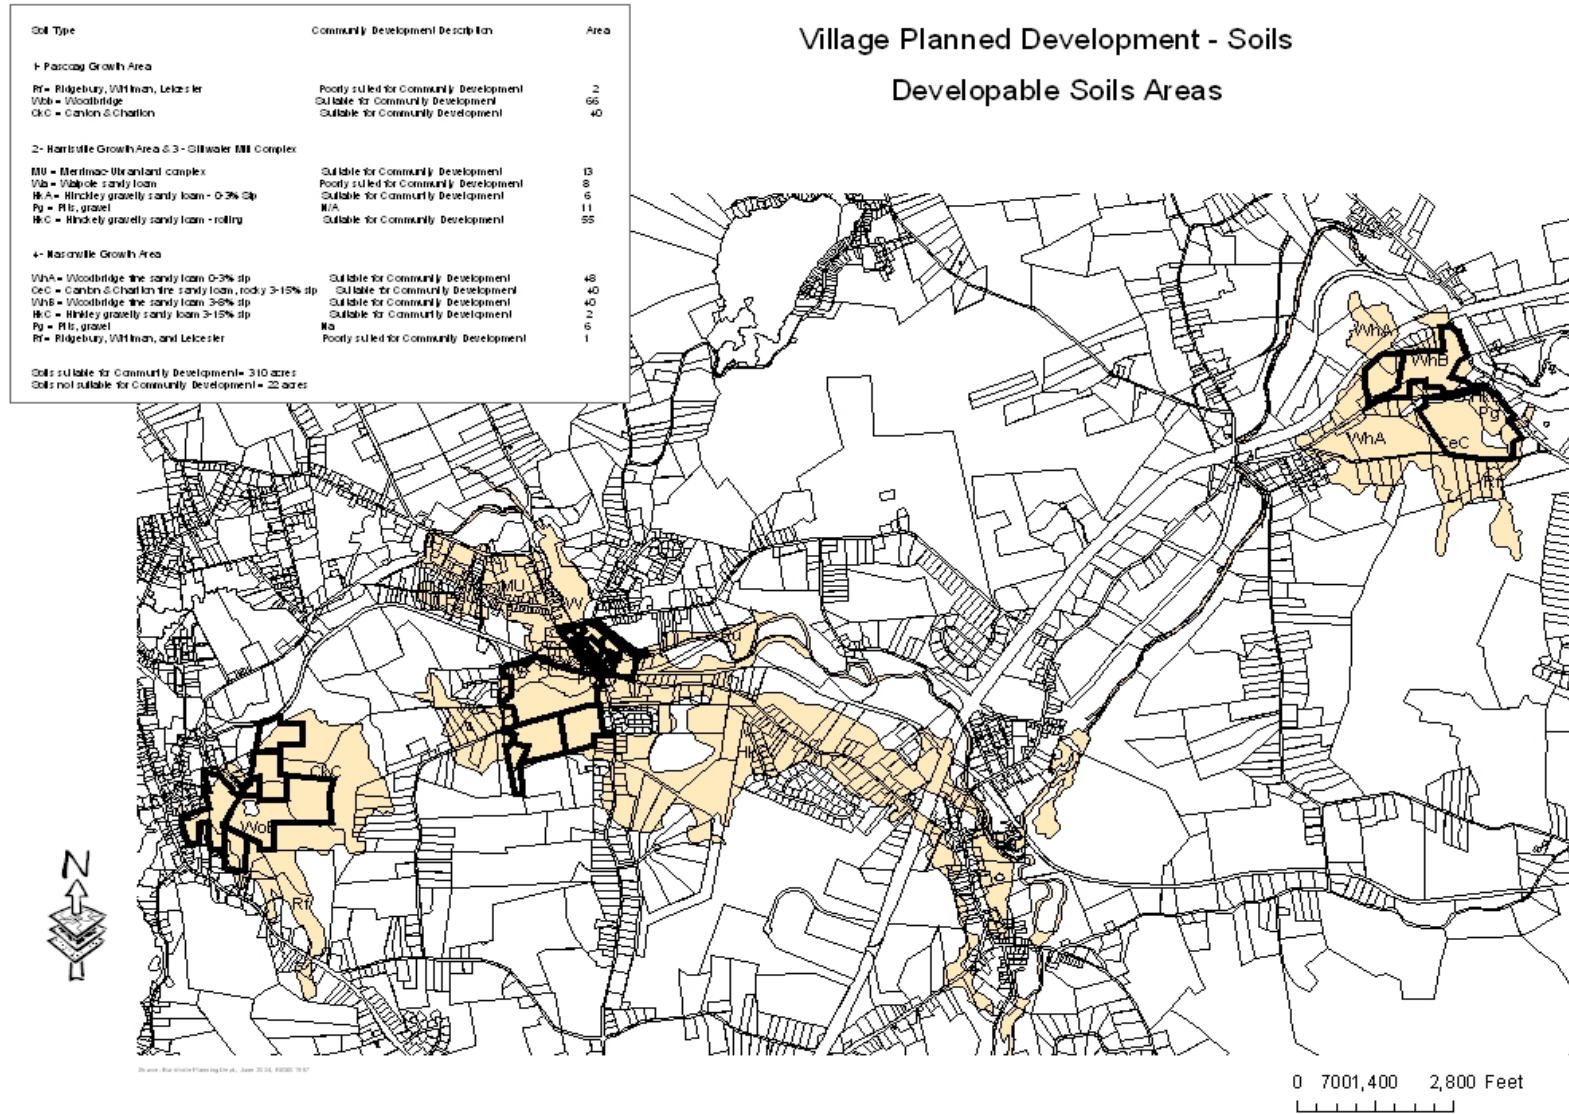 Village Planned Development - Soils
Developable Soils Areas
Soil Type Community Development Description Area
1- Pascoag Growth Area
Rf= Ridgebury, Whitman, Leicester Poorly suited for Community Development 2
Wob = Woodbridge Suitable for Community Development 66
CkC = Canton & Charlton Suitable for Community Development 40
2- Harrisville Growth Area & 3 - Stillwater Mill Complex
MU = Merrimac-Urban land complex Suitable for Community Development 13
Wa = Walpole sandy loam Poorly suited for Community Development 8
HkA = Hinckley gravelly sandy loam - 0-3% Slp Suitable for Community Development 6
Pg = Pits, gravel N/A 11
HkC = Hinckely gravelly sandy loam - rolling Suitable for Community Development 55
4- Nasonville Growth Area
WhA = Woodbridge fine sandy loam 0-3% slp Suitable for Community Development 48
CeC = Canton & Charlton fine sandy loam, rocky 3-15% slp Suitable for Community Development 40
WhB = Woodbridge fine sandy loam 3-8% slp Suitable for Community Development 40
HkC = Hinkley gravelly sandy loam 3-15% slp Suitable for Community Development 2
Pg = Pits, gravel Na 6
Rf= Ridgebury, Whitman, and Leicester Poorly suited for Community Development 1
Soils suitable for Community Development = 310 acres
Soils not suitable for Community Development = 22 acres
WhA
WhB
Pg
WhA
CeC
Rf
MU
W
Wob
Rf
N
0 700 1,400 2,800 Feet